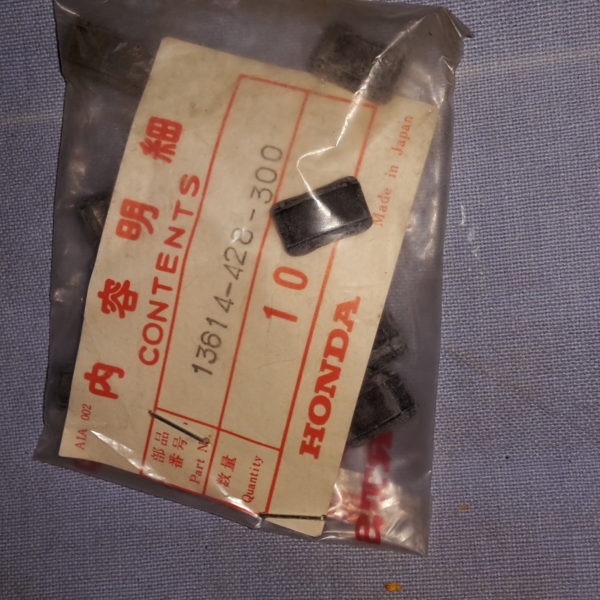 内容明細
CONTENTS
部品番号
Part No.
13614-428-300
数量
Quantity
10
HONDA
Made in Japan
A1A 002